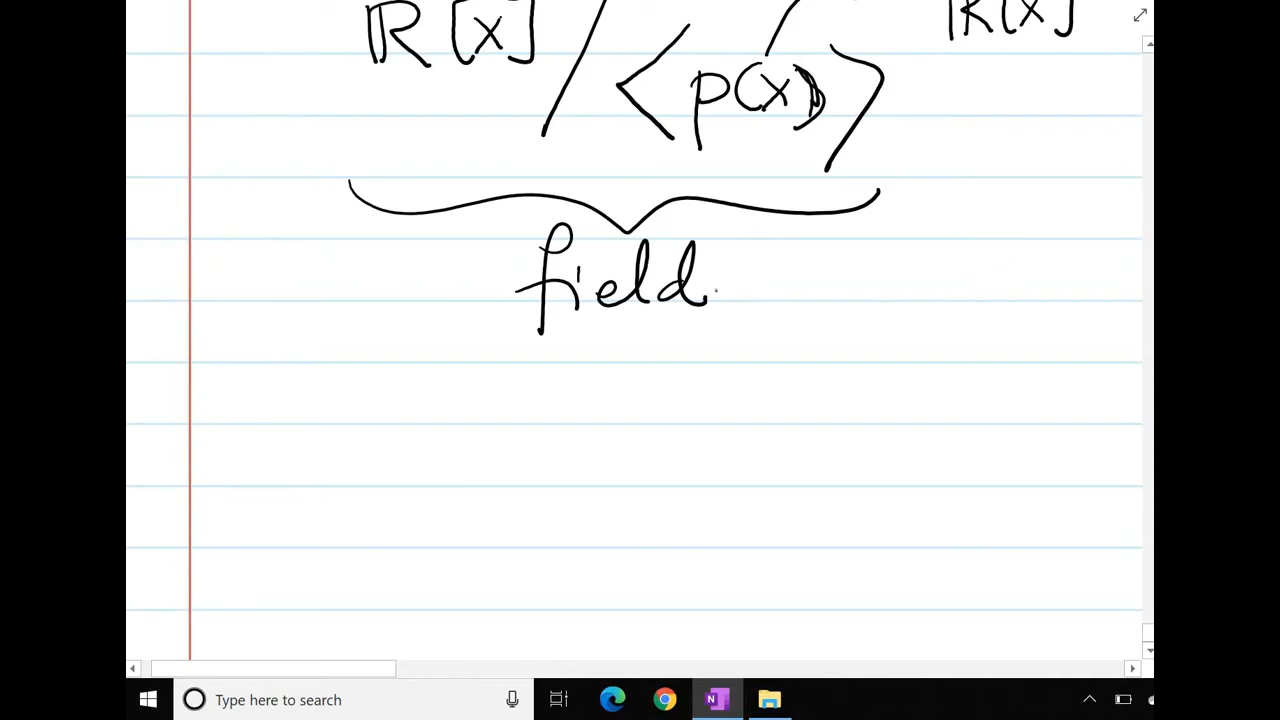 ℝ[x] / <p(x)> ℝ[x]
field
Type here to search